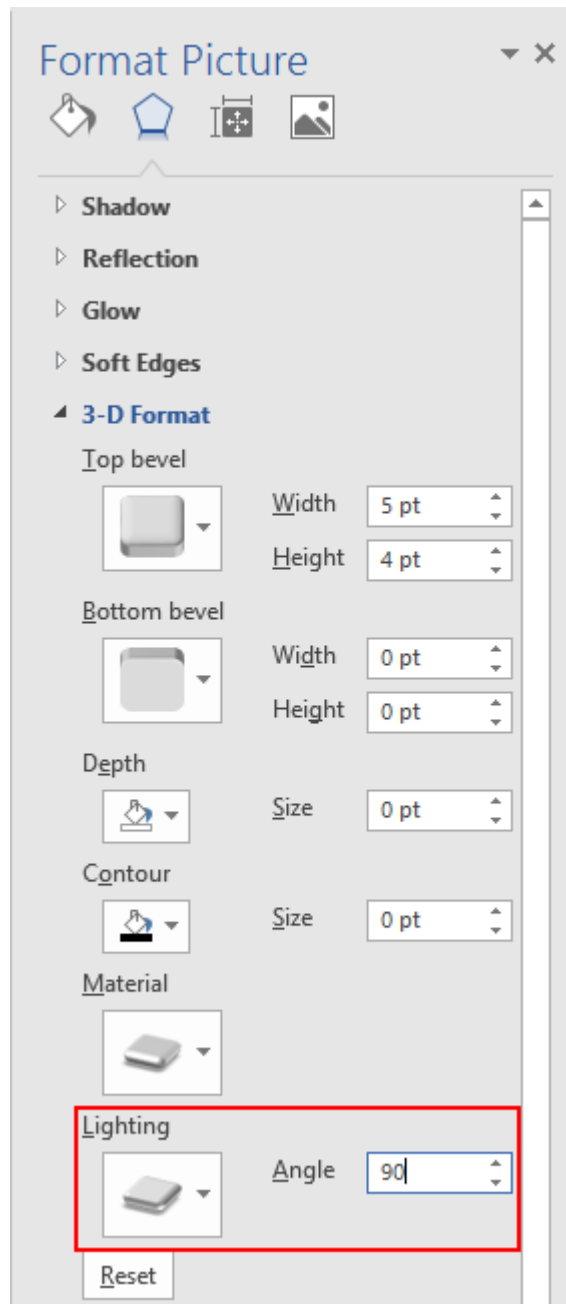 Format Picture
Shadow
Reflection
Glow
Soft Edges
3-D Format
Top bevel
Width 5 pt
Height 4 pt
Bottom bevel
Width 0 pt
Height 0 pt
Depth
Size 0 pt
Contour
Size 0 pt
Material
Lighting
Angle 90
Reset